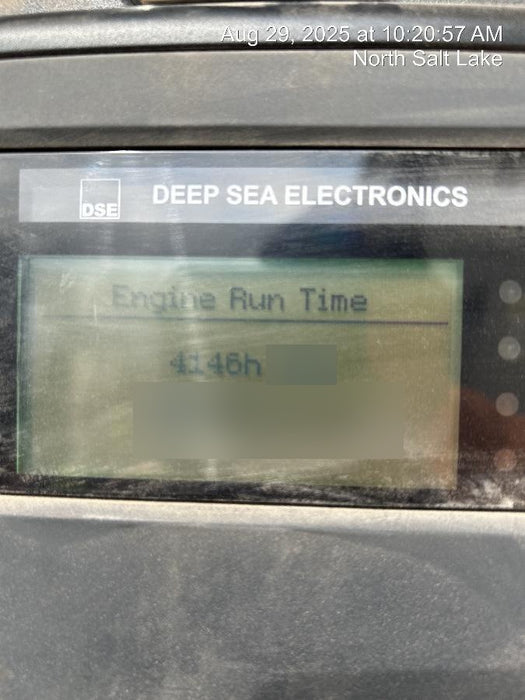 Aug 29, 2025 at 10:20:57 AM
North Salt Lake
DSE DEEP SEA ELECTRONICS
Engine Run Time
4146h